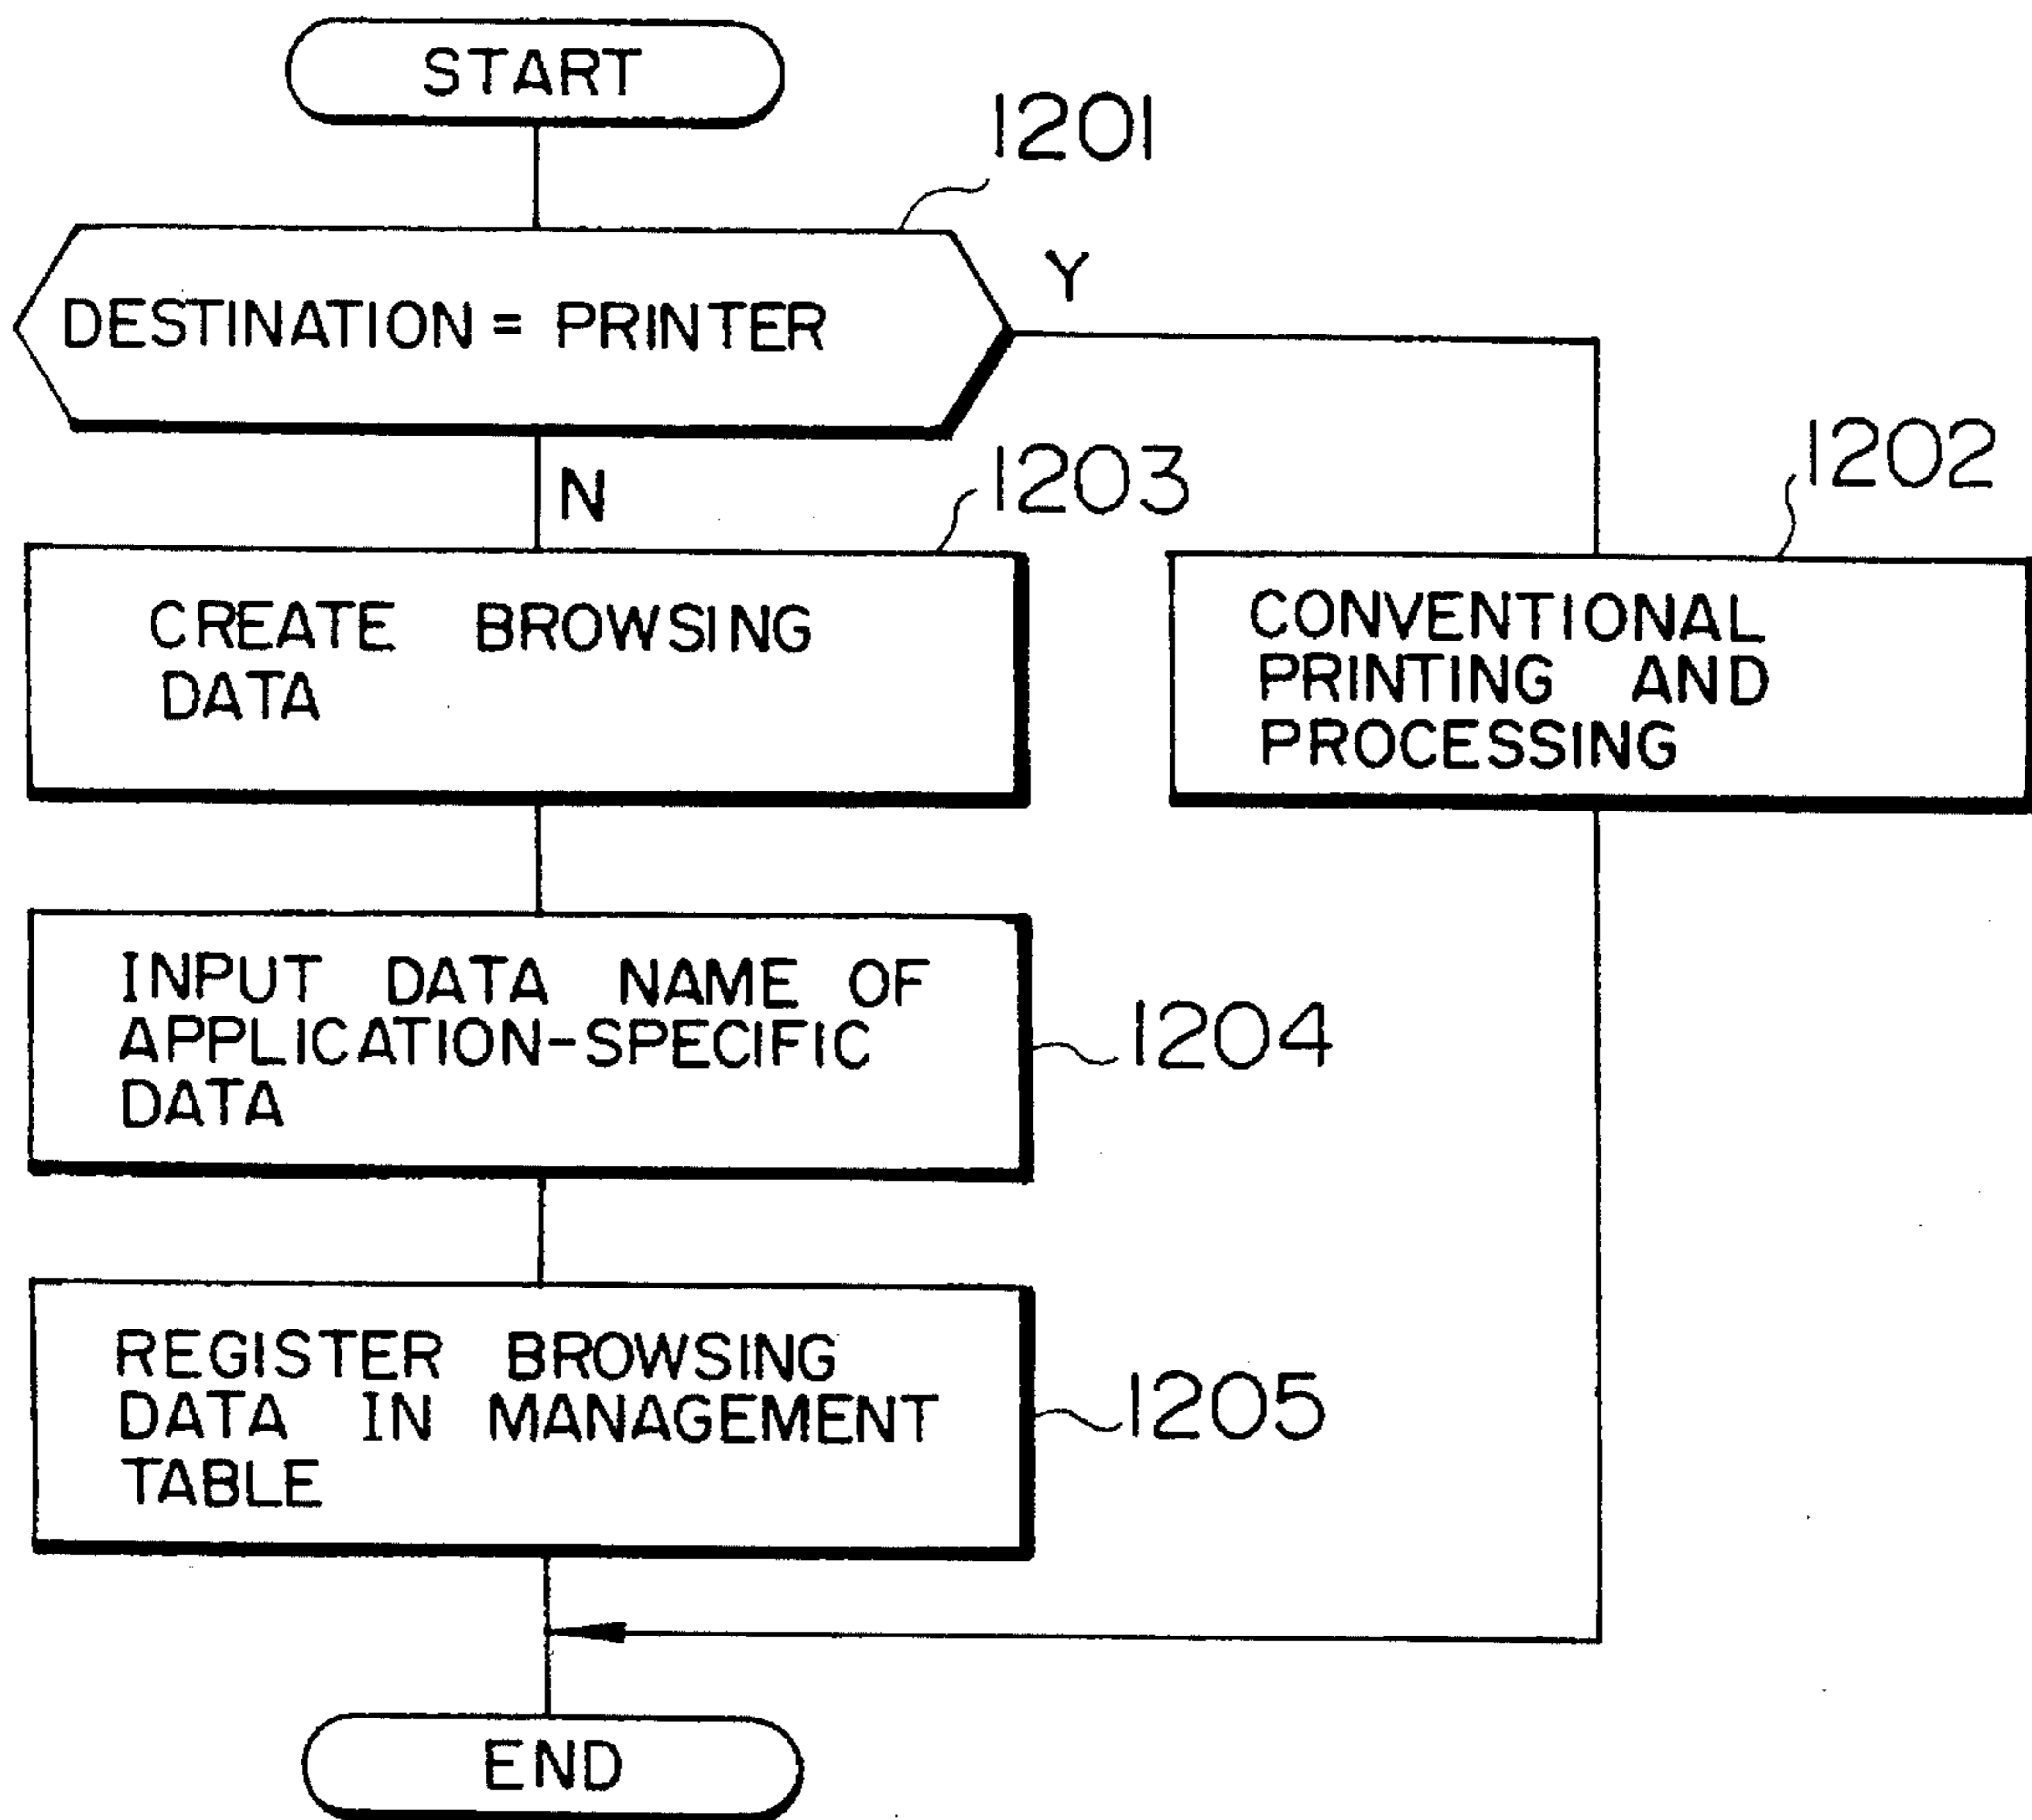 START
1201
DESTINATION = PRINTER
Y
N
1203
1202
CREATE BROWSING
DATA
CONVENTIONAL
PRINTING AND
PROCESSING
INPUT DATA NAME OF
APPLICATION-SPECIFIC
DATA
1204
REGISTER BROWSING
DATA IN MANAGEMENT
TABLE
1205
END